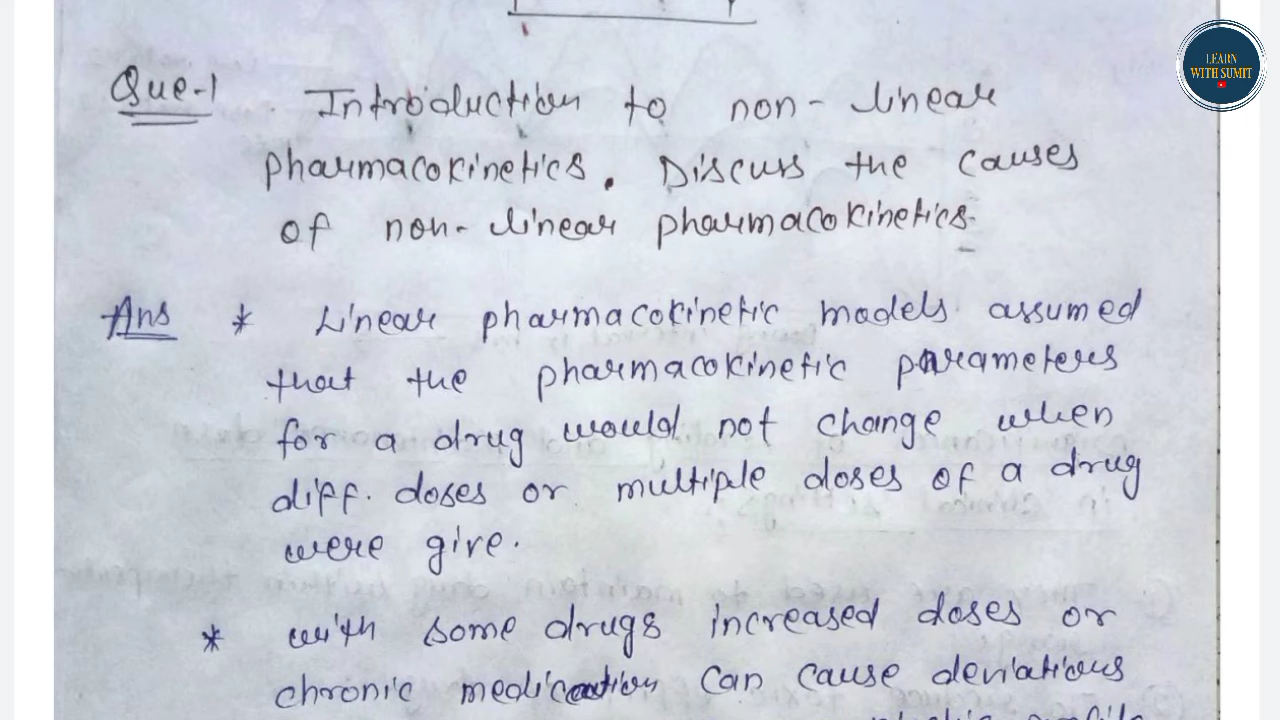 LEARN
WITH SUMIT
Que-1 Introduction to non-linear
pharmacokinetics. Discuss the causes
of non-linear pharmacokinetics.
Ans * Linear pharmacokinetic models assumed
that the pharmacokinetic parameters
for a drug would not change when
diff. doses or multiple doses of a drug
were give.
* with some drugs increased doses or
chronic medication can cause deviations